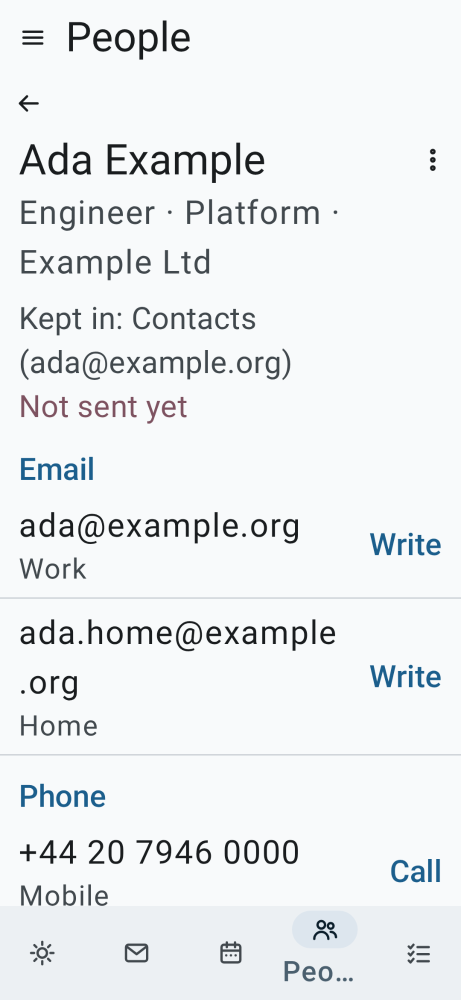 People
Ada Example
Engineer · Platform ·
Example Ltd
Kept in: Contacts
(ada@example.org)
Not sent yet
Email
ada@example.org
Write
Work
ada.home@example
.org
Write
Home
Phone
+44 20 7946 0000
Call
Mobile
Peo…